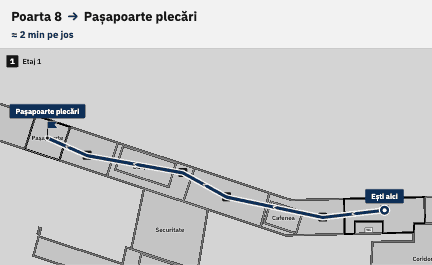 Poarta 8 → Pașapoarte plecări
≈ 2 min pe jos
1 Etaj 1
Pașapoarte plecări
Ești aici
Cafenea
Securitate